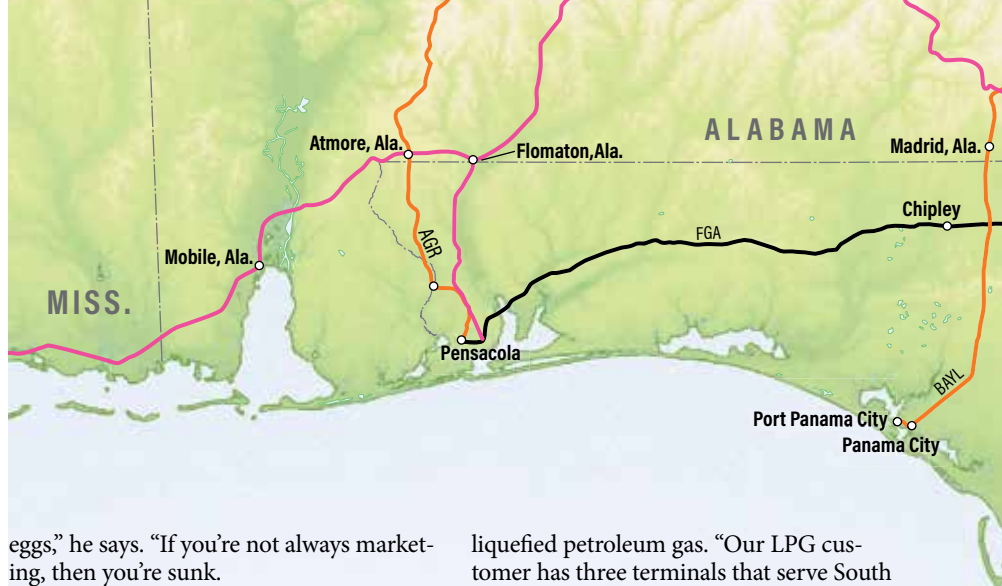 ALABAMA
Atmore, Ala.
Flomaton,Ala.
Madrid, Ala.
Chipley
FGA
AGR
Mobile, Ala.
MISS.
Pensacola
BAYL
Port Panama City
Panama City
eggs,” he says. “If you’re not always market-
ing, then you’re sunk.
liquefied petroleum gas. “Our LPG cus-
tomer has three terminals that serve South